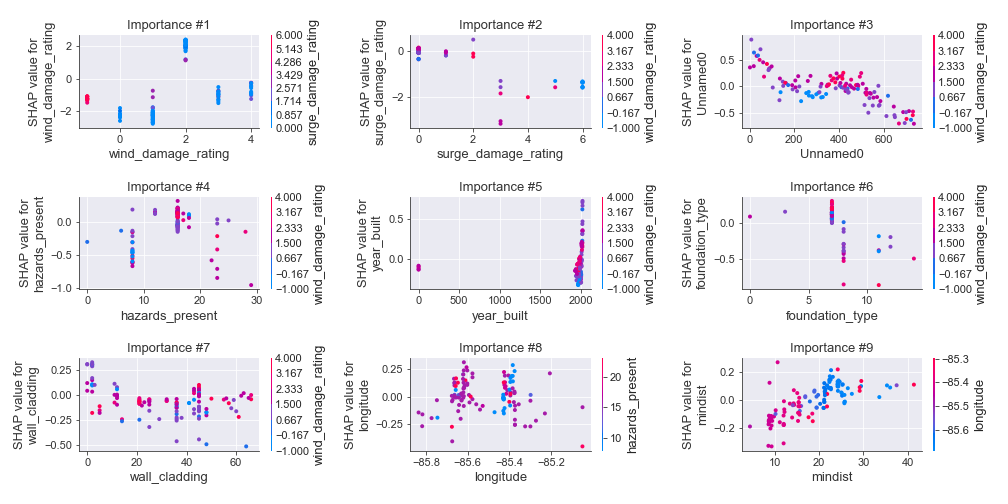 Importance #1
Importance #2
Importance #3
SHAP value for
wind_damage_rating
2
0
−2
0
2
4
wind_damage_rating
6.000
5.143
4.286
3.429
2.571
1.714
0.857
0.000
surge_damage_rating
SHAP value for
surge_damage_rating
0
−2
0
2
4
6
surge_damage_rating
4.000
3.167
2.333
1.500
0.667
−0.167
−1.000
wind_damage_rating
SHAP value for
Unnamed0
0.5
0.0
−0.5
0
200
400
600
Unnamed0
4.000
3.167
2.333
1.500
0.667
−0.167
−1.000
wind_damage_rating
Importance #4
Importance #5
Importance #6
SHAP value for
hazards_present
0.0
−0.5
−1.0
0
10
20
30
hazards_present
4.000
3.167
2.333
1.500
0.667
−0.167
−1.000
wind_damage_rating
SHAP value for
year_built
0.5
0.0
0
500
1000
1500
2000
year_built
4.000
3.167
2.333
1.500
0.667
−0.167
−1.000
wind_damage_rating
SHAP value for
foundation_type
0.0
−0.5
0
5
10
foundation_type
4.000
3.167
2.333
1.500
0.667
−0.167
−1.000
wind_damage_rating
Importance #7
Importance #8
Importance #9
SHAP value for
wall_cladding
0.25
0.00
−0.25
−0.50
0
20
40
60
wall_cladding
4.000
3.167
2.333
1.500
0.667
−0.167
−1.000
wind_damage_rating
SHAP value for
longitude
0.25
0.00
−0.25
−85.8
−85.6
−85.4
−85.2
longitude
20
15
10
hazards_present
SHAP value for
mindist
0.2
0.0
−0.2
10
20
30
40
mindist
−85.3
−85.4
−85.5
−85.6
longitude